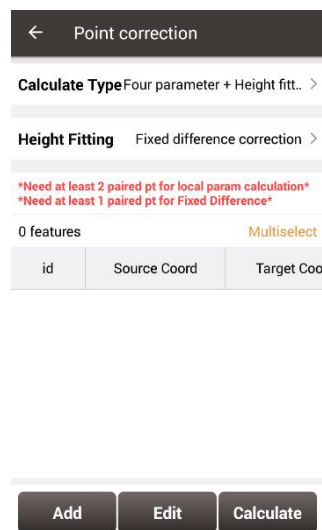 Point correction
Calculate Type Four parameter + Height fitt..
Height Fitting Fixed difference correction
*Need at least 2 paired pt for local param calculation*
*Need at least 1 paired pt for Fixed Difference*
0 features Multiselect
id Source Coord Target Coo
Add Edit Calculate